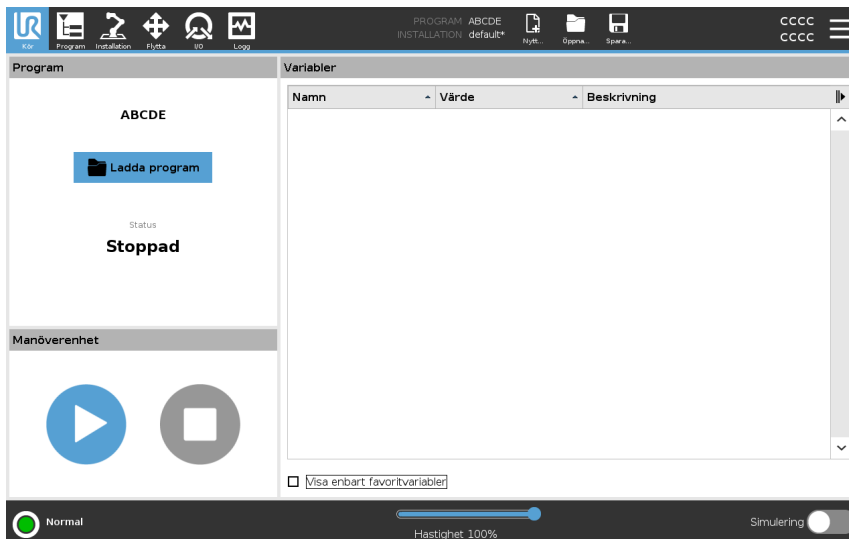 UR
PROGRAM ABCDE
INSTALLATION default*
CCCC
CCCC
Kör
Program
Installation
Flytta
I/O
Logg
Nytt...
Öppna...
Spara...
Program
Variabler
ABCDE
Ladda program
Status
Stoppad
Manöverenhet
Namn
Värde
Beskrivning
Visa enbart favoritvariabler
Normal
Hastighet 100%
Simulering